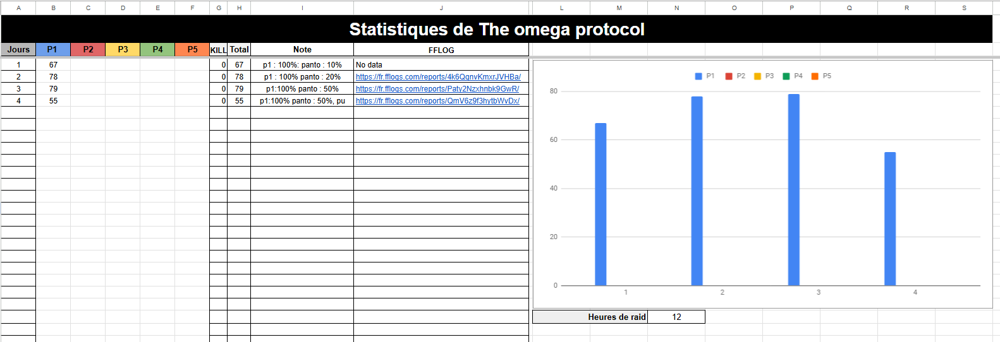 A B C D E F G H I J L M N O P Q R S
Statistiques de The omega protocol
Jours P1 P2 P3 P4 P5 KILL Total Note FFLOG
1 67 0 67 p1 : 100%: panto : 10% No data
2 78 0 78 p1 : 100% panto : 20% https://fr.fflogs.com/reports/4k6QqnvKmxrJVHBa/
3 79 0 79 p1:100% panto : 50% https://fr.fflogs.com/reports/Paty2Nzxhnbk9GwR/
4 55 0 55 p1:100% panto : 50%, pu https://fr.fflogs.com/reports/QmV6z9f3hytbWvDx/
P1 P2 P3 P4 P5
80
60
40
20
0
1 2 3 4
Heures de raid 12